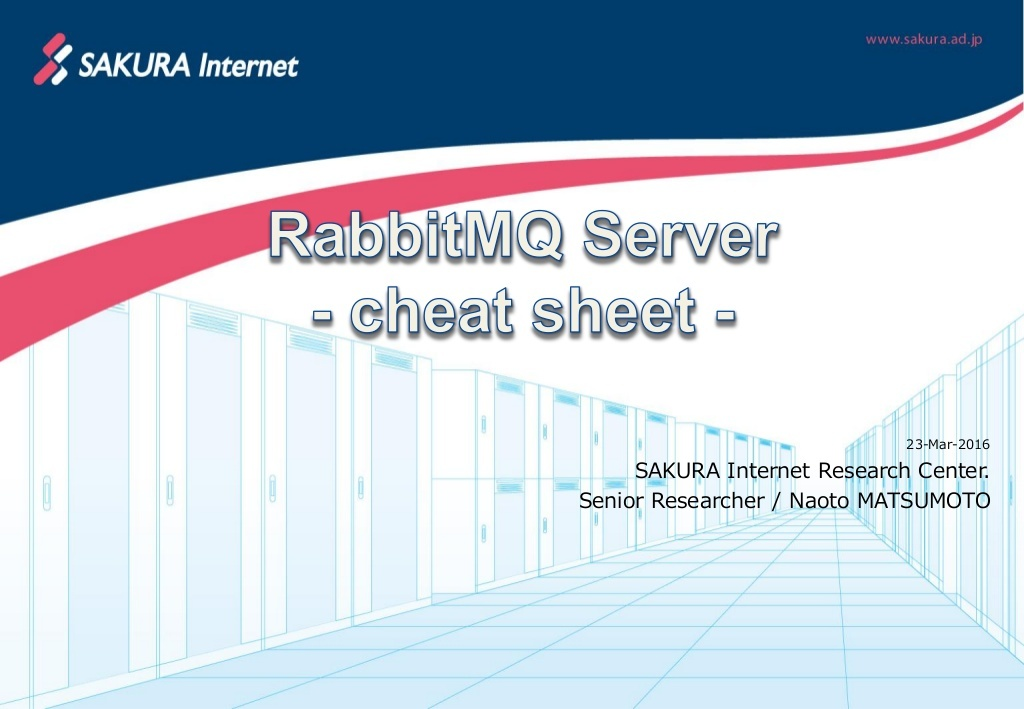 www.sakura.ad.jp
SAKURA Internet
RabbitMQ Server
- cheat sheet -
23-Mar-2016
SAKURA Internet Research Center.
Senior Researcher / Naoto MATSUMOTO